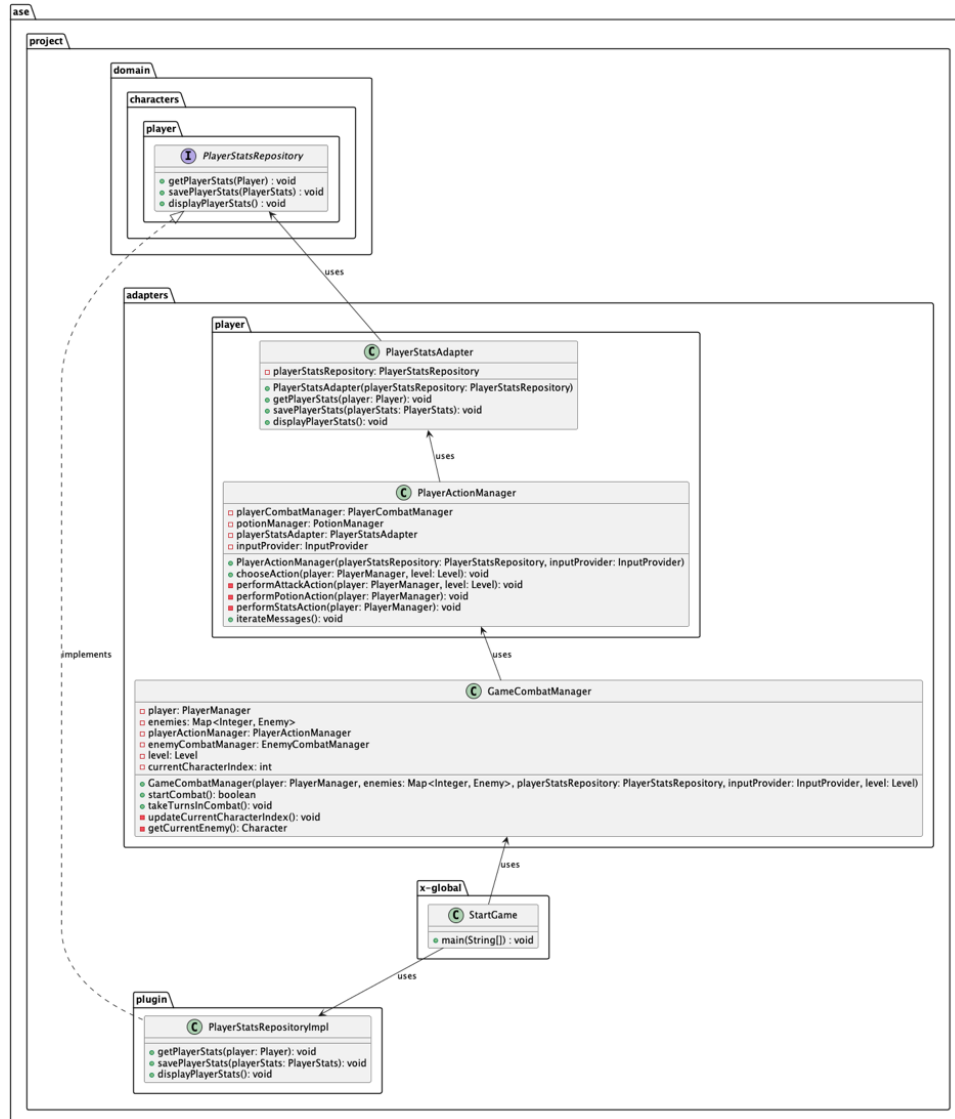 ase
project
domain
characters
player
I PlayerStatsRepository
getPlayerStats(Player) : void
savePlayerStats(PlayerStats) : void
displayPlayerStats() : void
uses
adapters
player
C PlayerStatsAdapter
playerStatsRepository: PlayerStatsRepository
PlayerStatsAdapter(playerStatsRepository: PlayerStatsRepository)
getPlayerStats(player: Player): void
savePlayerStats(playerStats: PlayerStats): void
displayPlayerStats(): void
uses
C PlayerActionManager
playerCombatManager: PlayerCombatManager
potionManager: PotionManager
playerStatsAdapter: PlayerStatsAdapter
inputProvider: InputProvider
PlayerActionManager(playerStatsRepository: PlayerStatsRepository, inputProvider: InputProvider)
chooseAction(player: PlayerManager, level: Level): void
performAttackAction(player: PlayerManager, level: Level): void
performPotionAction(player: PlayerManager): void
performStatsAction(player: PlayerManager): void
iterateMessages(): void
implements
uses
C GameCombatManager
player: PlayerManager
enemies: Map<Integer, Enemy>
playerActionManager: PlayerActionManager
enemyCombatManager: EnemyCombatManager
level: Level
currentCharacterIndex: int
GameCombatManager(player: PlayerManager, enemies: Map<Integer, Enemy>, playerStatsRepository: PlayerStatsRepository, inputProvider: InputProvider, level: Level)
startCombat(): boolean
takeTurnsInCombat(): void
updateCurrentCharacterIndex(): void
getCurrentEnemy(): Character
uses
x-global
C StartGame
main(String[]) : void
uses
plugin
C PlayerStatsRepositoryImpl
getPlayerStats(player: Player): void
savePlayerStats(playerStats: PlayerStats): void
displayPlayerStats(): void